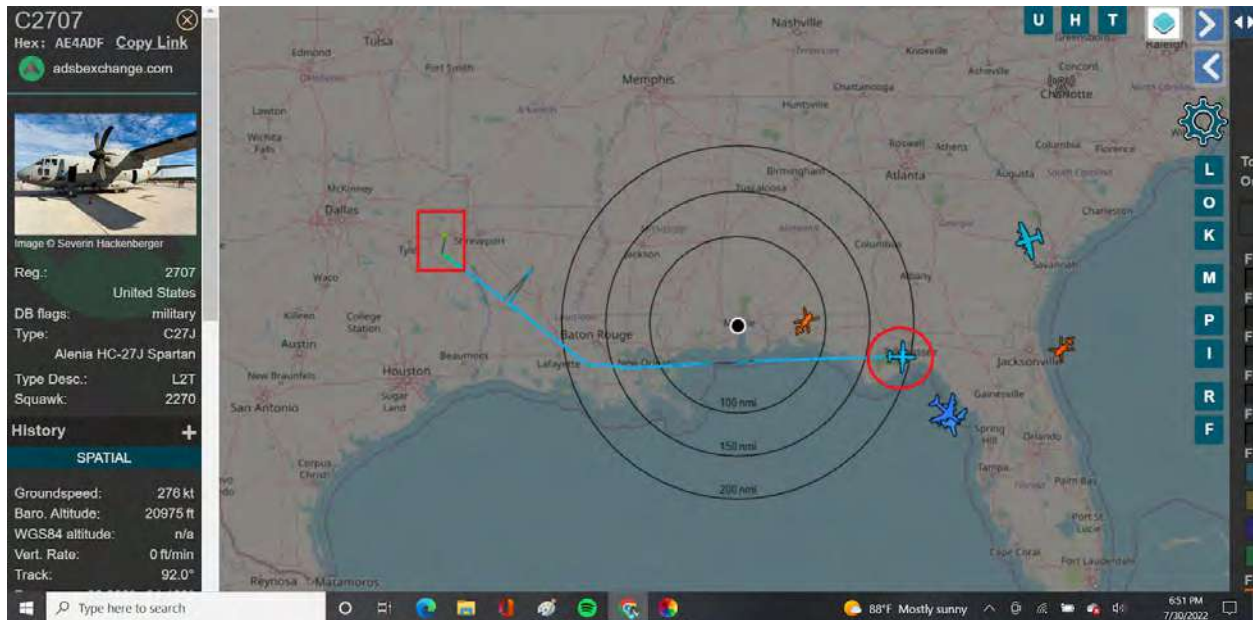 C2707
Hex: AE4ADF Copy Link
adsbexchange.com
Image © Severin Hackenberger
Reg.: 2707
United States
DB flags: military
Type: C27J
Alenia HC-27J Spartan
Type Desc.: L2T
Squawk: 2270
History +
SPATIAL
Groundspeed: 276 kt
Baro. Altitude: 20975 ft
WGS84 altitude: n/a
Vert. Rate: 0 ft/min
Track: 92.0°
U H T
L
O
K
M
P
I
R
F
Nashville
Edmond
Tulsa
Knoxville
Raleigh
Fort Smith
Memphis
Asheville
Concord
Charlotte
Chattanooga
Lawton
Huntsville
Wichita
Falls
Roswell
Athens
Columbia
Florence
Birmingham
Atlanta
Augusta
South Carolina
McKinney
Tuscaloosa
Dallas
Charleston
Shreveport
Jackson
Columbus
Savannah
Albany
Waco
Killeen
College
Station
Baton Rouge
Austin
Beaumont
Lafayette
New Orleans
Jacksonville
New Braunfels
Houston
Gainesville
San Antonio
Sugar
Land
100 nmi
Spring
Hill
Orlando
150 nmi
Corpus
Christi
Tampa
Palm Bay
200 nmi
Port St.
Lucie
Cape Coral
Fort Lauderdale
Reynosa
Matamoros
Type here to search
88°F Mostly sunny
6:51 PM
7/30/2022